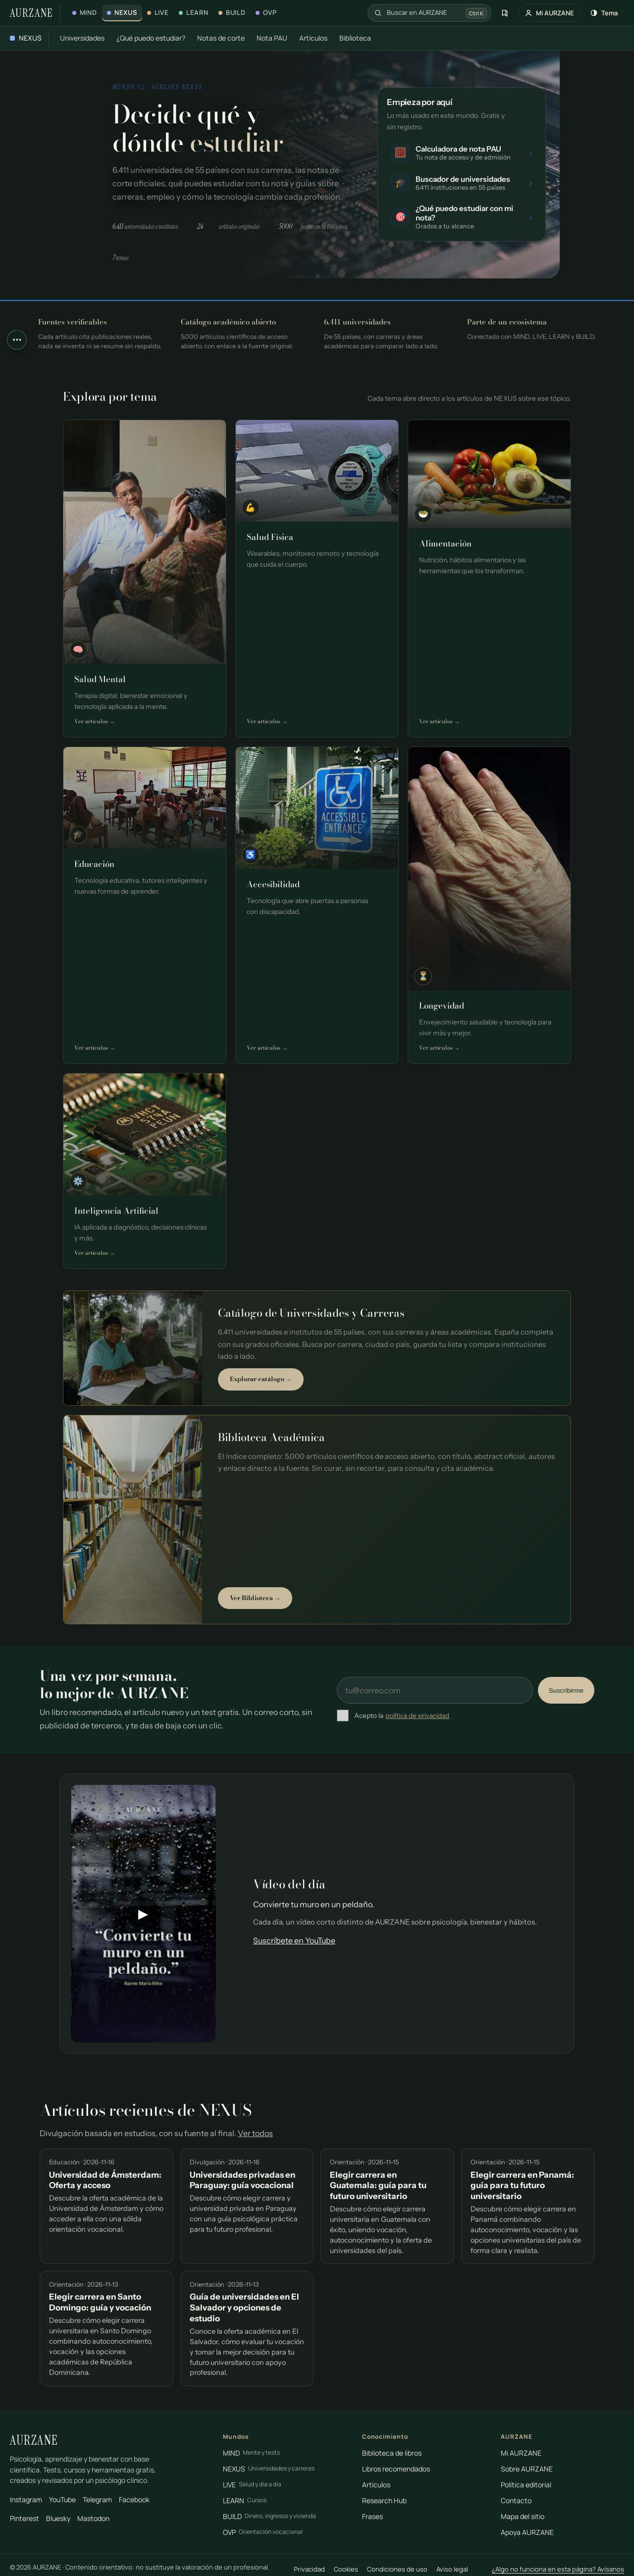 AURZANE
MIND
NEXUS
LIVE
LEARN
BUILD
OVP
Buscar en AURZANE
Ctrl K
Mi AURZANE
Tema
NEXUS
Universidades
¿Qué puedo estudiar?
Notas de corte
Nota PAU
Artículos
Biblioteca
MUNDO 02 · AURZANE NEXUS
Decide qué y
dónde estudiar
6.411 universidades de 55 países con sus carreras, las notas de
corte oficiales, qué puedes estudiar con tu nota y guías sobre
carreras, empleo y cómo la tecnología cambia cada profesión.
6.411 universidades e institutos
24 artículos originales
5000 papers en la Biblioteca
7 temas
Empieza por aquí
Lo más usado en este mundo. Gratis y
sin registro.
Calculadora de nota PAU
Tu nota de acceso y de admisión
Buscador de universidades
6.411 instituciones en 55 países
¿Qué puedo estudiar con mi
nota?
Grados a tu alcance
Fuentes verificables
Cada artículo cita publicaciones reales,
nada se inventa ni se resume sin respaldo.
Catálogo académico abierto
5.000 artículos científicos de acceso
abierto, con enlace a la fuente original.
6.411 universidades
De 55 países, con carreras y áreas
académicas para comparar lado a lado.
Parte de un ecosistema
Conectado con MIND, LIVE, LEARN y BUILD.
Explora por tema
Cada tema abre directo a los artículos de NEXUS sobre ese tópico.
Salud Mental
Terapia digital, bienestar emocional y
tecnología aplicada a la mente.
Ver artículos →
Salud Física
Wearables, monitoreo remoto y tecnología
que cuida el cuerpo.
Ver artículos →
Alimentación
Nutrición, hábitos alimentarios y las
herramientas que los transforman.
Ver artículos →
Educación
Tecnología educativa, tutores inteligentes y
nuevas formas de aprender.
Ver artículos →
ACCESSIBLE
ENTRANCE
Accesibilidad
Tecnología que abre puertas a personas
con discapacidad.
Ver artículos →
Longevidad
Envejecimiento saludable y tecnología para
vivir más y mejor.
Ver artículos →
Inteligencia Artificial
IA aplicada a diagnóstico, decisiones clínicas
y más.
Ver artículos →
Catálogo de Universidades y Carreras
6.411 universidades e institutos de 55 países, con sus carreras y áreas académicas. España completa
con sus grados oficiales. Busca por carrera, ciudad o país, guarda tu lista y compara instituciones
lado a lado.
Explorar catálogo →
Biblioteca Académica
El índice completo: 5.000 artículos científicos de acceso abierto, con título, abstract oficial, autores
y enlace directo a la fuente. Sin curar, sin recortar, para consulta y cita académica.
Ver Biblioteca →
Una vez por semana,
lo mejor de AURZANE
Un libro recomendado, el artículo nuevo y un test gratis. Un correo corto, sin
publicidad de terceros, y te das de baja con un clic.
tu@correo.com
Suscribirme
Acepto la política de privacidad
AURZANE
“Convierte tu
muro en un
peldaño.”
Rainer Maria Rilke
Vídeo del día
Convierte tu muro en un peldaño.
Cada día, un vídeo corto distinto de AURZANE sobre psicología, bienestar y hábitos.
Suscríbete en YouTube
Artículos recientes de NEXUS
Divulgación basada en estudios, con su fuente al final. Ver todos
Educación · 2026-11-16
Universidad de Ámsterdam:
Oferta y acceso
Descubre la oferta académica de la
Universidad de Ámsterdam y cómo
acceder a ella con una sólida
orientación vocacional.
Divulgación · 2026-11-16
Universidades privadas en
Paraguay: guía vocacional
Descubre cómo elegir carrera y
universidad privada en Paraguay
con una guía psicológica práctica
para tu futuro profesional.
Orientación · 2026-11-15
Elegir carrera en
Guatemala: guía para tu
futuro universitario
Descubre cómo elegir carrera
universitaria en Guatemala con
éxito, uniendo vocación,
autoconocimiento y la oferta de
universidades del país.
Orientación · 2026-11-15
Elegir carrera en Panamá:
guía para tu futuro
universitario
Descubre cómo elegir carrera en
Panamá combinando
autoconocimiento, vocación y las
opciones universitarias del país de
forma clara y realista.
Orientación · 2026-11-13
Elegir carrera en Santo
Domingo: guía y vocación
Descubre cómo elegir carrera
universitaria en Santo Domingo
combinando autoconocimiento,
vocación y las opciones
académicas de República
Dominicana.
Orientación · 2026-11-13
Guía de universidades en El
Salvador y opciones de
estudio
Conoce la oferta académica en El
Salvador, cómo evaluar tu vocación
y tomar la mejor decisión para tu
futuro universitario con apoyo
profesional.
AURZANE
Psicología, aprendizaje y bienestar con base
científica. Tests, cursos y herramientas gratis,
creados y revisados por un psicólogo clínico.
Instagram
YouTube
Telegram
Facebook
Pinterest
Bluesky
Mastodon
Mundos
MIND Mente y tests
NEXUS Universidades y carreras
LIVE Salud y día a día
LEARN Cursos
BUILD Dinero, ingresos y vivienda
OVP Orientación vocacional
Conocimiento
Biblioteca de libros
Libros recomendados
Artículos
Research Hub
Frases
AURZANE
Mi AURZANE
Sobre AURZANE
Política editorial
Contacto
Mapa del sitio
Apoya AURZANE
© 2026 AURZANE · Contenido orientativo: no sustituye la valoración de un profesional.
Privacidad
Cookies
Condiciones de uso
Aviso legal
¿Algo no funciona en esta página? Avísanos